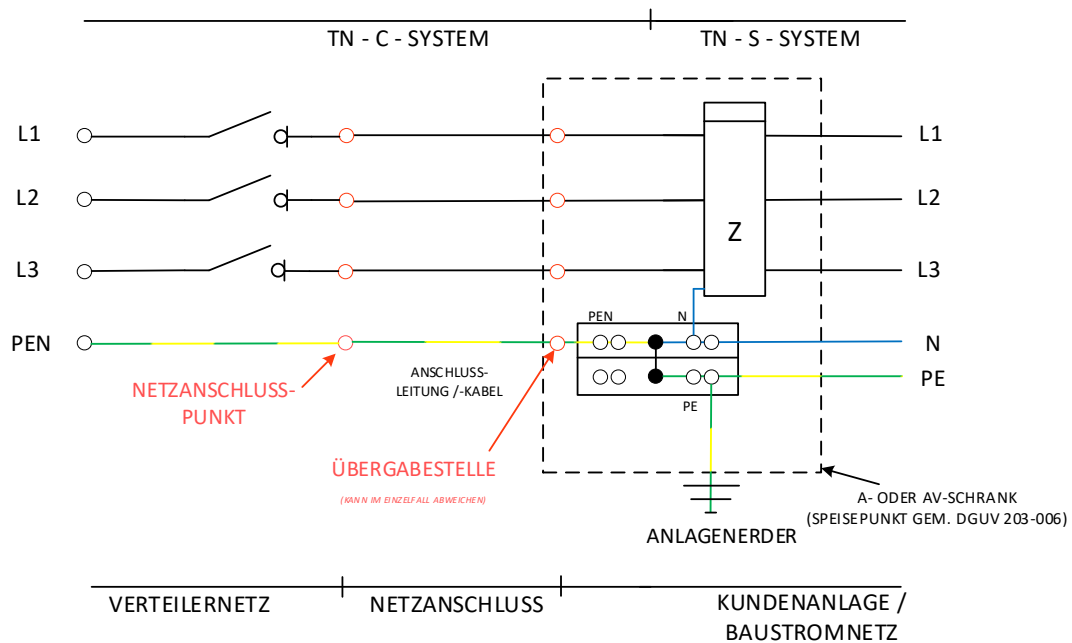 TN - C - SYSTEM
TN - S - SYSTEM
L1
L1
L2
L2
Z
L3
L3
PEN
N
PEN
N
PE
ANSCHLUSS-
LEITUNG /-KABEL
NETZANSCHLUSS-
PUNKT
PE
ÜBERGABESTELLE
(KANN IM EINZELFALL ABWEICHEN)
A- ODER AV-SCHRANK
(SPEISEPUNKT GEM. DGUV 203-006)
ANLAGENERDER
VERTEILERNETZ
NETZANSCHLUSS
KUNDENANLAGE /
BAUSTROMNETZ